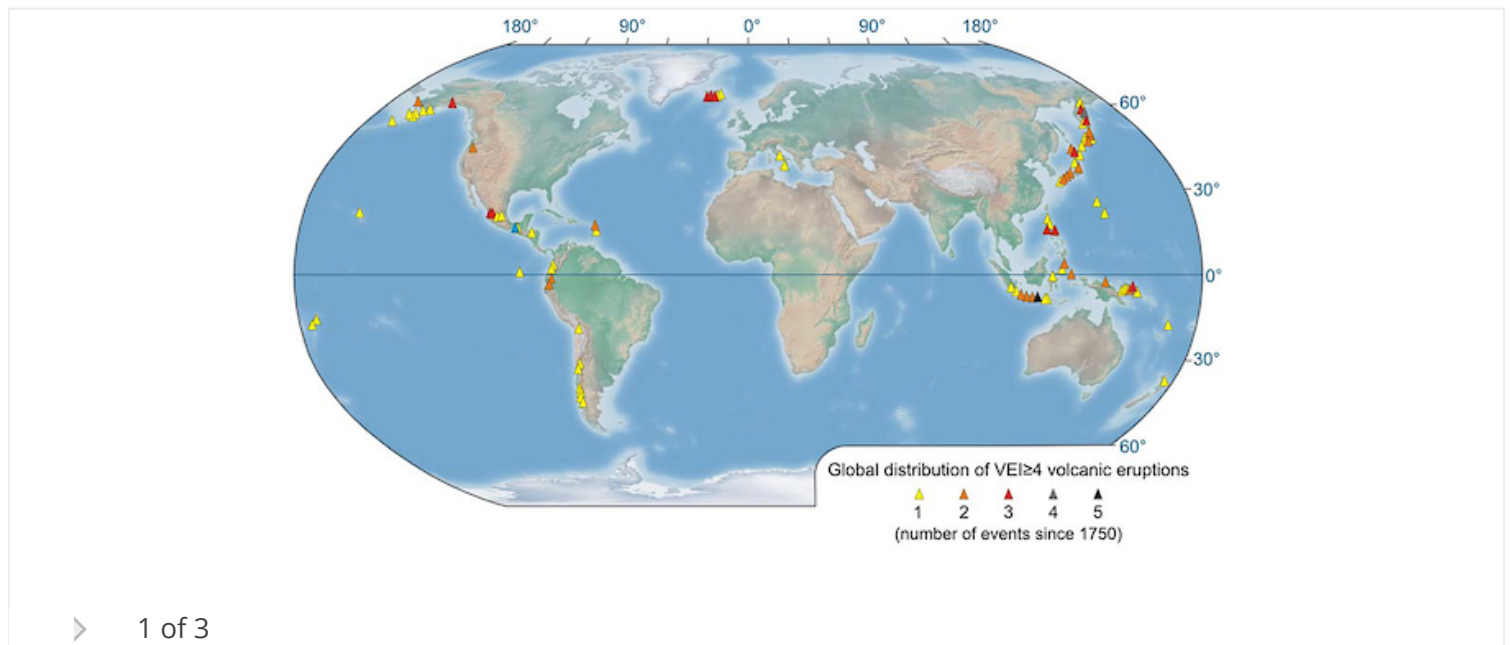 180° 90° 0° 90° 180°
60°
30°
0°
30°
60°
Global distribution of VEI≥4 volcanic eruptions
1 2 3 4 5
(number of events since 1750)
1 of 3